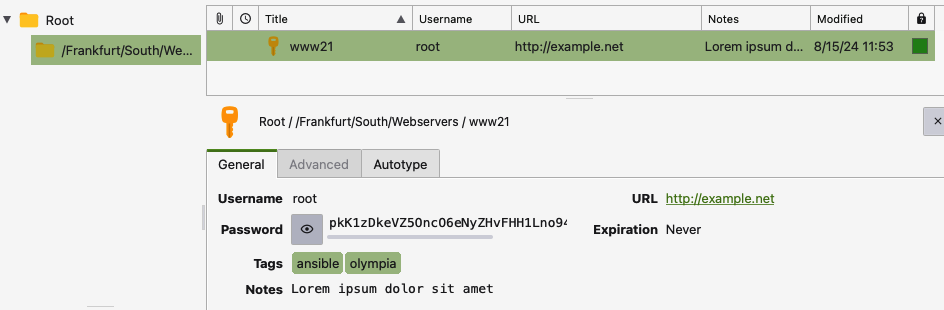 Root
/Frankfurt/South/We...
Title Username URL Notes Modified
www21 root http://example.net Lorem ipsum d... 8/15/24 11:53
Root / /Frankfurt/South/Webservers / www21
General Advanced Autotype
Username root URL http://example.net
Password pkK1zDkeVZ5OncO6eNyZHvFHH1Lno94 Expiration Never
Tags ansible olympia
Notes Lorem ipsum dolor sit amet